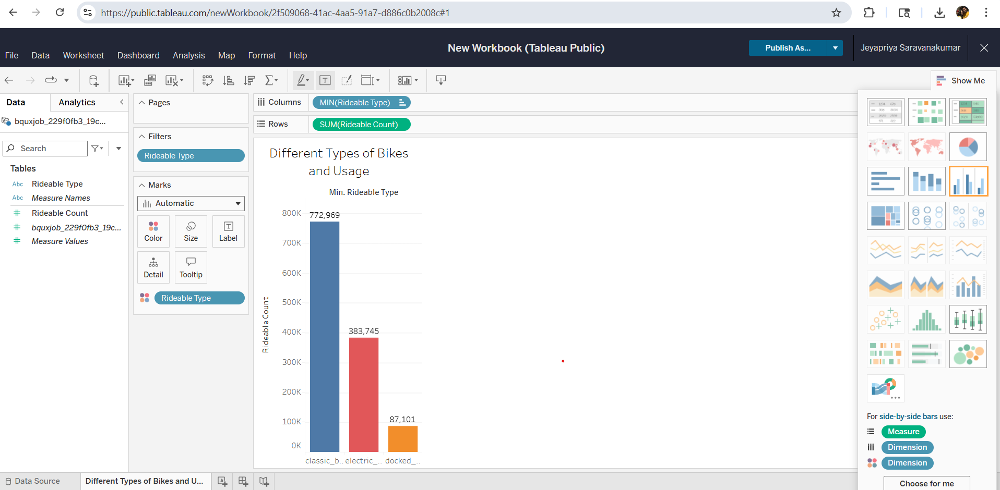 https://public.tableau.com/newWorkbook/2f509068-41ac-4aa5-91a7-d886c0b2008c#1
New Workbook (Tableau Public)
Publish As...
Jeyapriya Saravanakumar
File Data Worksheet Dashboard Analysis Map Format Help
Show Me
Data
Analytics
bquxjob_229f0fb3_19c...
Search
Tables
Abc Rideable Type
Abc Measure Names
Rideable Count
bquxjob_229f0fb3_19c...
Measure Values
Pages
Filters
Rideable Type
Marks
Automatic
Color Size Label
Detail Tooltip
Rideable Type
Columns MIN(Rideable Type)
Rows SUM(Rideable Count)
Different Types of Bikes
and Usage
Min. Rideable Type
Rideable Count
800K
700K
600K
500K
400K
300K
200K
100K
0K
772,969
383,745
87,101
classic_b.. electric_... docked_...
For side-by-side bars use:
Measure
Dimension
Dimension
Choose for me
Data Source
Different Types of Bikes and U...